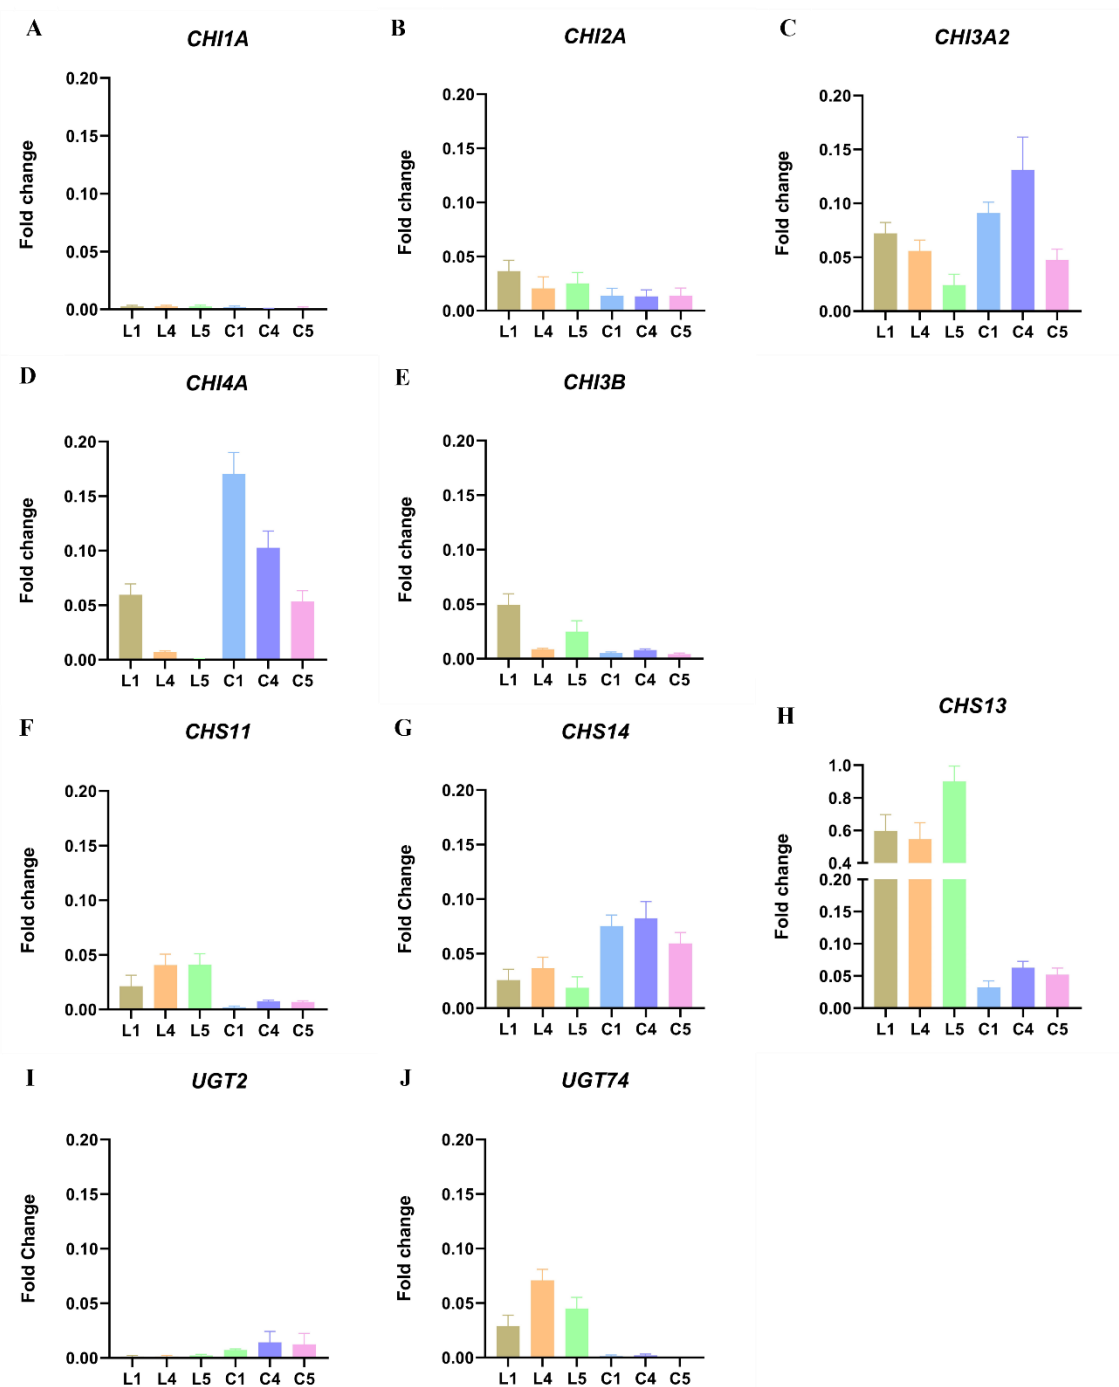 A
CHI1A
Fold change
0.20
0.15
0.10
0.05
0.00
L1 L4 L5 C1 C4 C5
B
CHI2A
Fold change
0.20
0.15
0.10
0.05
0.00
L1 L4 L5 C1 C4 C5
C
CHI3A2
Fold change
0.20
0.15
0.10
0.05
0.00
L1 L4 L5 C1 C4 C5
D
CHI4A
Fold change
0.20
0.15
0.10
0.05
0.00
L1 L4 L5 C1 C4 C5
E
CHI3B
Fold change
0.20
0.15
0.10
0.05
0.00
L1 L4 L5 C1 C4 C5
F
CHS11
Fold change
0.20
0.15
0.10
0.05
0.00
L1 L4 L5 C1 C4 C5
G
CHS14
Fold Change
0.20
0.15
0.10
0.05
0.00
L1 L4 L5 C1 C4 C5
H
CHS13
Fold change
1.0
0.8
0.6
0.4
0.20
0.15
0.10
0.05
0.00
L1 L4 L5 C1 C4 C5
I
UGT2
Fold Change
0.20
0.15
0.10
0.05
0.00
L1 L4 L5 C1 C4 C5
J
UGT74
Fold change
0.20
0.15
0.10
0.05
0.00
L1 L4 L5 C1 C4 C5